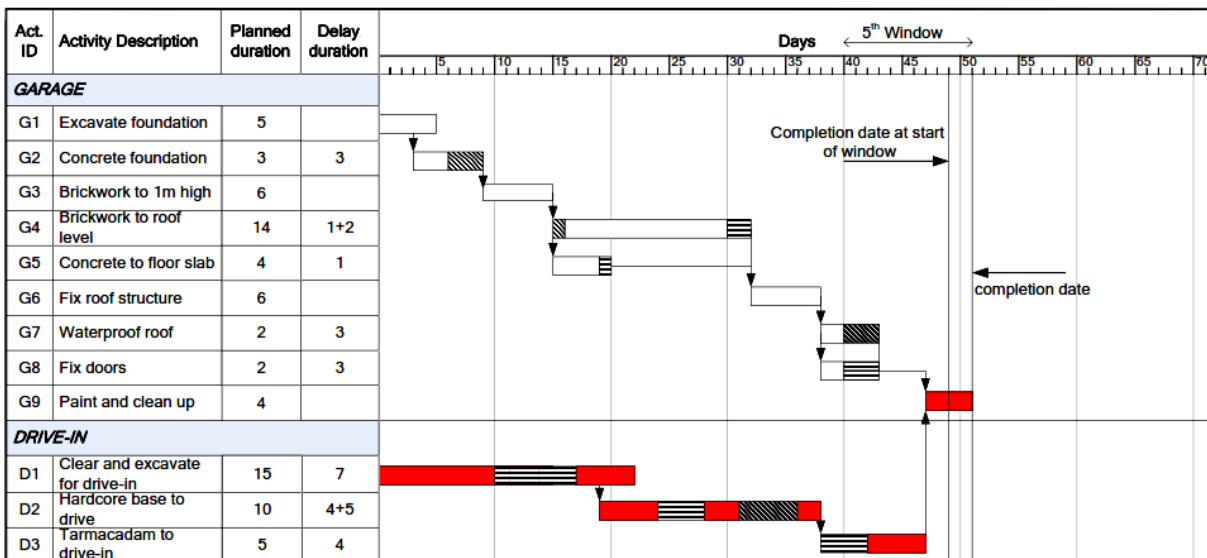 Act. ID Activity Description Planned duration Delay duration Days 5th Window
5 10 15 20 25 30 35 40 45 50 55 60 65 70
GARAGE
G1 Excavate foundation 5
Completion date at start of window
G2 Concrete foundation 3 3
G3 Brickwork to 1m high 6
G4 Brickwork to roof level 14 1+2
G5 Concrete to floor slab 4 1
completion date
G6 Fix roof structure 6
G7 Waterproof roof 2 3
G8 Fix doors 2 3
G9 Paint and clean up 4
DRIVE-IN
D1 Clear and excavate for drive-in 15 7
D2 Hardcore base to drive 10 4+5
D3 Tarmacadam to drive-in 5 4